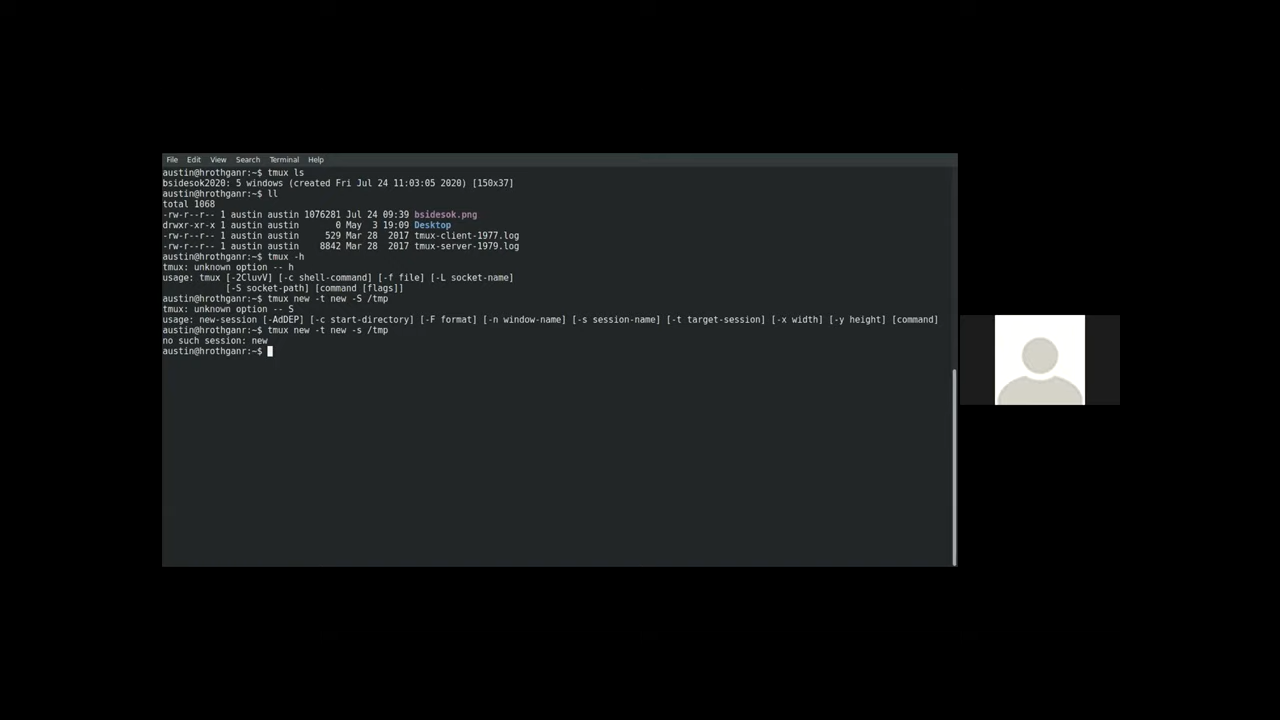 File Edit View Search Terminal Help
austin@hrothganr:~$ tmux ls
bsidesok2020: 5 windows (created Fri Jul 24 11:03:05 2020) [150x37]
austin@hrothganr:~$ ll
total 1068
-rw-r--r-- 1 austin austin 1076281 Jul 24 09:39 bsidesok.png
drwxr-xr-x 1 austin austin       0 May  3 19:09 Desktop
-rw-r--r-- 1 austin austin     529 Mar 28  2017 tmux-client-1977.log
-rw-r--r-- 1 austin austin    8842 Mar 28  2017 tmux-server-1979.log
austin@hrothganr:~$ tmux -h
tmux: unknown option -- h
usage: tmux [-2CluvV] [-c shell-command] [-f file] [-L socket-name]
            [-S socket-path] [command [flags]]
austin@hrothganr:~$ tmux new -t new -S /tmp
tmux: unknown option -- S
usage: new-session [-AdDEP] [-c start-directory] [-F format] [-n window-name] [-s session-name] [-t target-session] [-x width] [-y height] [command]
austin@hrothganr:~$ tmux new -t new -s /tmp
no such session: new
austin@hrothganr:~$